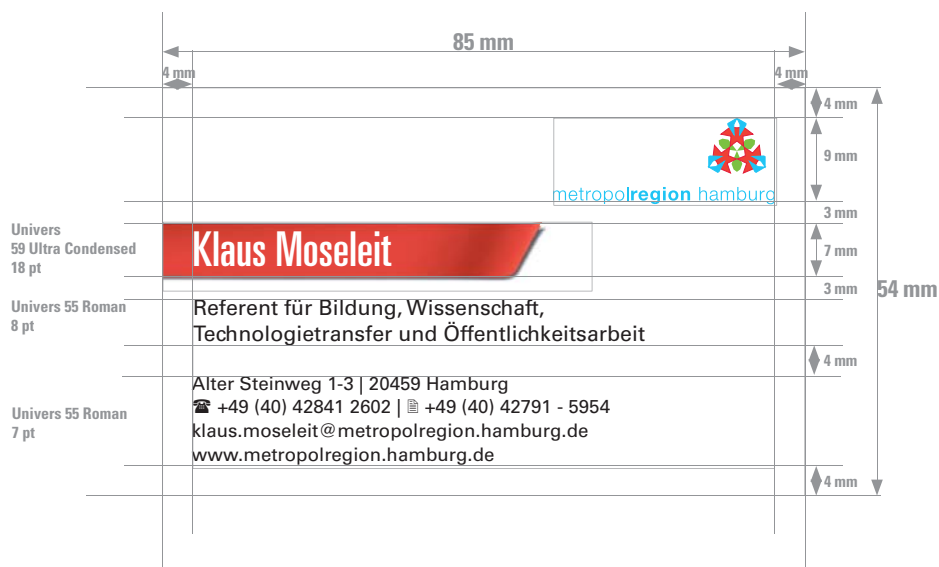 85 mm
4 mm
4 mm
4 mm
9 mm
metropolregion hamburg
3 mm
Univers
59 Ultra Condensed
18 pt
Klaus Moseleit
7 mm
3 mm
54 mm
Univers 55 Roman
8 pt
Referent für Bildung, Wissenschaft,
Technologietransfer und Öffentlichkeitsarbeit
4 mm
Univers 55 Roman
7 pt
Alter Steinweg 1-3 | 20459 Hamburg
☎ +49 (40) 42841 2602 | 🗎 +49 (40) 42791 - 5954
klaus.moseleit@metropolregion.hamburg.de
www.metropolregion.hamburg.de
4 mm